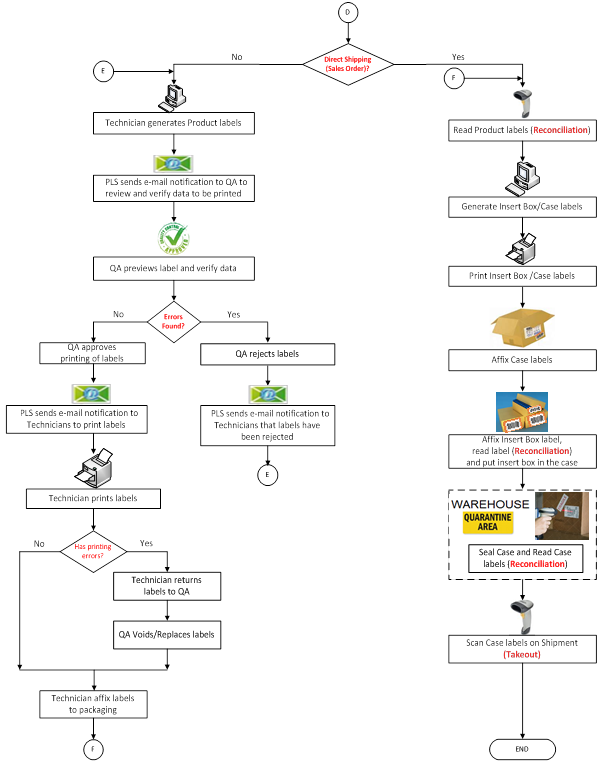 D
Direct Shipping
(Sales Order)?
No
Yes
E
Technician generates Product labels
PLS sends e-mail notification to QA to
review and verify data to be printed
APPROVED
QA previews label and verify data
Errors
Found?
No
Yes
QA approves
printing of labels
QA rejects labels
PLS sends e-mail notification to
Technicians to print labels
PLS sends e-mail notification to
Technicians that labels have
been rejected
E
Technician prints labels
Has printing
errors?
No
Yes
Technician returns
labels to QA
QA Voids/Replaces labels
Technician affix labels
to packaging
F
F
Read Product labels (Reconciliation)
Generate Insert Box/Case labels
Print Insert Box /Case labels
Affix Case labels
Affix Insert Box label,
read label (Reconciliation)
and put insert box in the case
WAREHOUSE
QUARANTINE
AREA
Seal Case and Read Case
labels (Reconciliation)
Scan Case labels on Shipment
(Takeout)
END